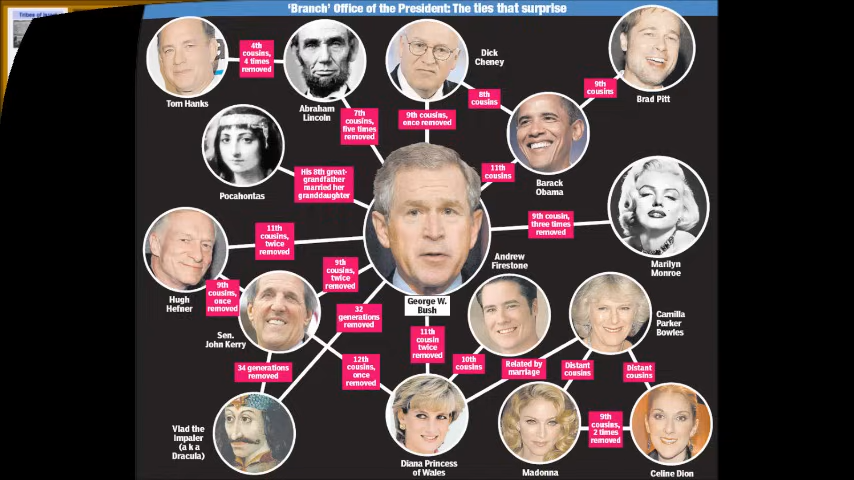 Tribes of
'Branch' Office of the President: The ties that surprise
4th
cousins,
4 times
removed
Tom Hanks
Abraham
Lincoln
Dick
Cheney
8th
cousins
9th
cousins
Brad Pitt
7th
cousins,
five times
removed
9th cousins,
once removed
Barack
Obama
11th
cousins
Pocahontas
His 8th great-
grandfather
married her
granddaughter
9th cousin,
three times
removed
Marilyn
Monroe
11th
cousins,
twice
removed
Hugh
Hefner
9th
cousins,
once
removed
9th
cousins,
twice
removed
Andrew
Firestone
George W.
Bush
32
generations
removed
Sen.
John Kerry
Camilla
Parker
Bowles
11th
cousin
twice
removed
10th
cousins
Related by
marriage
Distant
cousins
Distant
cousins
34 generations
removed
12th
cousins,
once
removed
Vlad the
Impaler
(a k a
Dracula)
Diana Princess
of Wales
Madonna
9th
cousins,
2 times
removed
Celine Dion